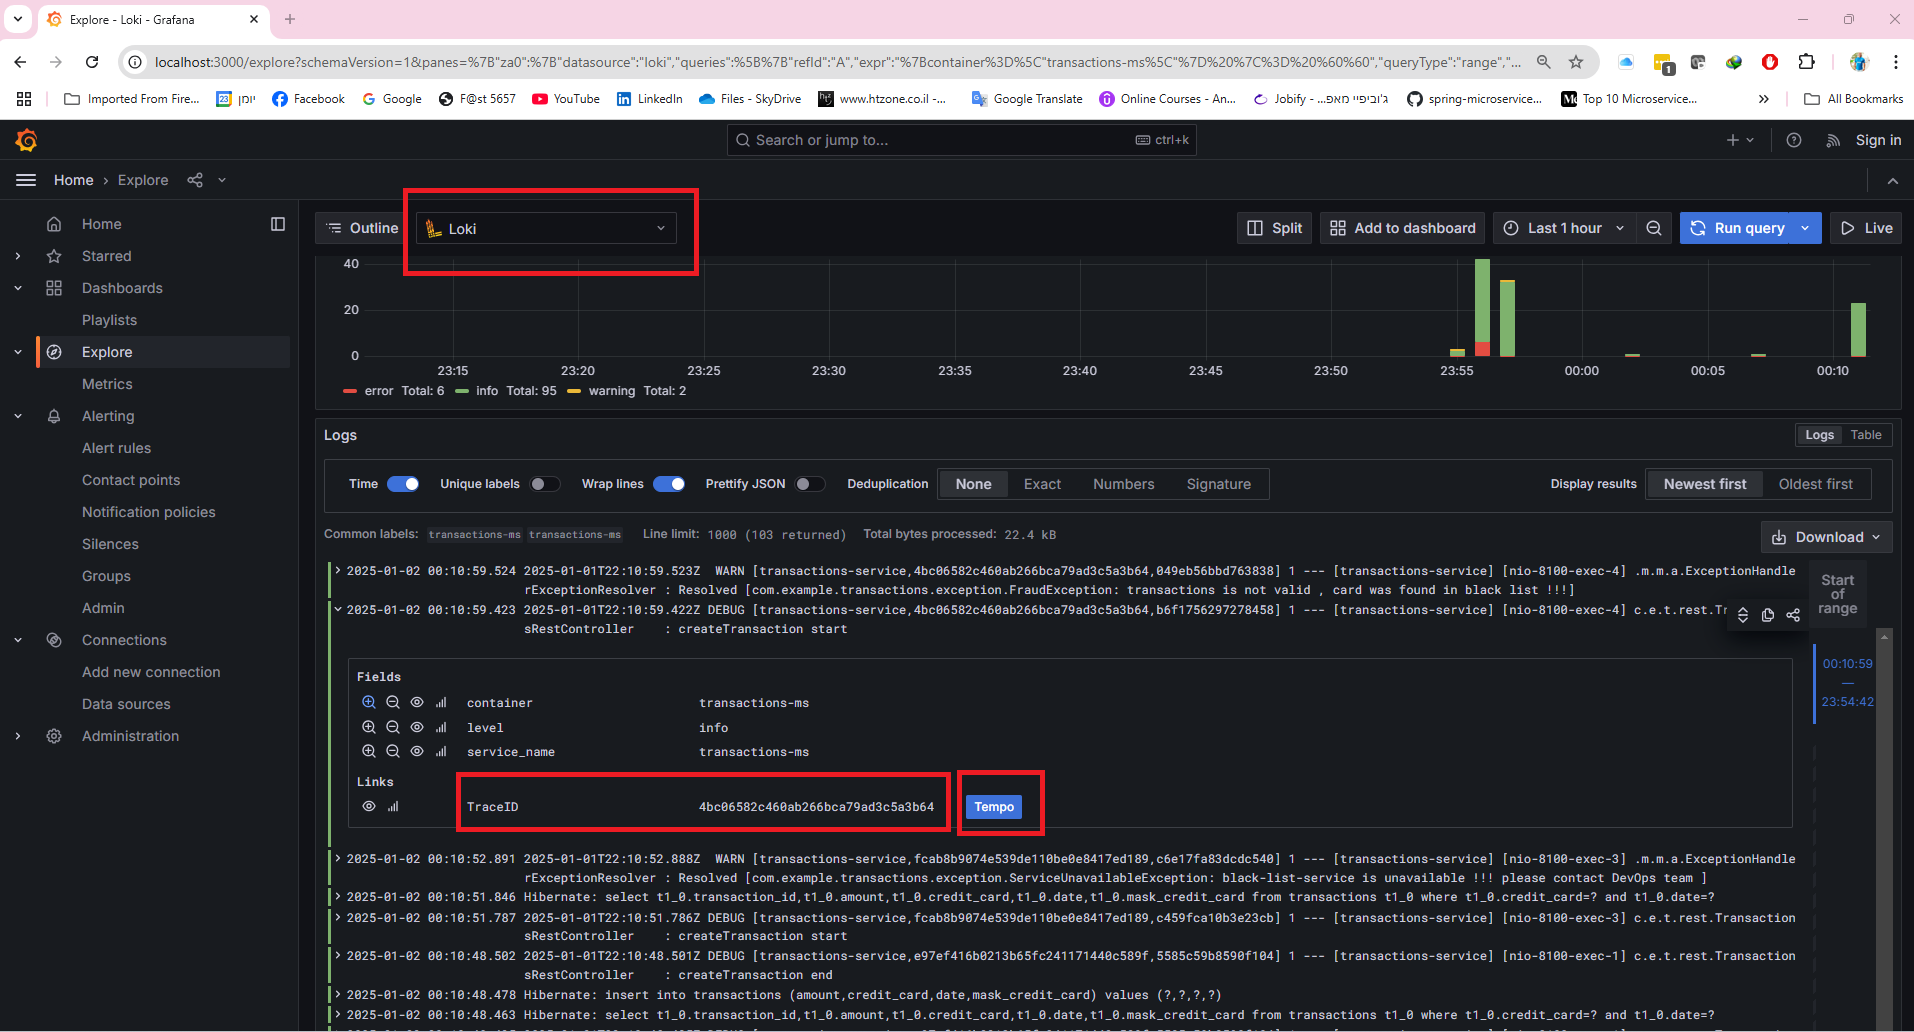 Explore - Loki - Grafana
localhost:3000/explore?schemaVersion=1&panes=%7B"za0":%7B"datasource":"loki","queries":%5B%7B"refId":"A","expr":"%7Bcontainer%3D%5C"transactions-ms%5C"%7D%20%7C%3D%20%60%60","queryType":"range",...
Imported From Fire... יומן Facebook Google F@st 5657 YouTube LinkedIn Files - SkyDrive www.htzone.co.il -... Google Translate Online Courses - An... Jobify - ג'וביפיי מאפ... spring-microservice... Top 10 Microservice... » All Bookmarks
Search or jump to... ctrl+k Sign in
Home › Explore
Home
Starred
Dashboards
Playlists
Explore
Metrics
Alerting
Alert rules
Contact points
Notification policies
Silences
Groups
Admin
Connections
Add new connection
Data sources
Administration
Outline Loki Split Add to dashboard Last 1 hour Run query Live
40
20
0
23:15 23:20 23:25 23:30 23:35 23:40 23:45 23:50 23:55 00:00 00:05 00:10
error Total: 6 info Total: 95 warning Total: 2
Logs Logs Table
Time Unique labels Wrap lines Prettify JSON Deduplication None Exact Numbers Signature Display results Newest first Oldest first
Common labels: transactions-ms transactions-ms Line limit: 1000 (103 returned) Total bytes processed: 22.4 kB Download
2025-01-02 00:10:59.524 2025-01-01T22:10:59.523Z WARN [transactions-service,4bc06582c460ab266bca79ad3c5a3b64,049eb56bbd763838] 1 --- [transactions-service] [nio-8100-exec-4] .m.m.a.ExceptionHandle
rExceptionResolver : Resolved [com.example.transactions.exception.FraudException: transactions is not valid , card was found in black list !!!]
2025-01-02 00:10:59.423 2025-01-01T22:10:59.422Z DEBUG [transactions-service,4bc06582c460ab266bca79ad3c5a3b64,b6f1756297278458] 1 --- [transactions-service] [nio-8100-exec-4] c.e.t.rest.Tr
sRestController : createTransaction start
Start
of
range
00:10:59
—
23:54:42
Fields
container transactions-ms
level info
service_name transactions-ms
Links
TraceID 4bc06582c460ab266bca79ad3c5a3b64 Tempo
2025-01-02 00:10:52.891 2025-01-01T22:10:52.888Z WARN [transactions-service,fcab8b9074e539de110be0e8417ed189,c6e17fa83dcdc540] 1 --- [transactions-service] [nio-8100-exec-3] .m.m.a.ExceptionHandle
rExceptionResolver : Resolved [com.example.transactions.exception.ServiceUnavailableException: black-list-service is unavailable !!! please contact DevOps team ]
2025-01-02 00:10:51.846 Hibernate: select t1_0.transaction_id,t1_0.amount,t1_0.credit_card,t1_0.date,t1_0.mask_credit_card from transactions t1_0 where t1_0.credit_card=? and t1_0.date=?
2025-01-02 00:10:51.787 2025-01-01T22:10:51.786Z DEBUG [transactions-service,fcab8b9074e539de110be0e8417ed189,c459fca10b3e23cb] 1 --- [transactions-service] [nio-8100-exec-3] c.e.t.rest.Transaction
sRestController : createTransaction start
2025-01-02 00:10:48.502 2025-01-01T22:10:48.501Z DEBUG [transactions-service,e97ef416b0213b65fc241171440c589f,5585c59b8590f104] 1 --- [transactions-service] [nio-8100-exec-1] c.e.t.rest.Transaction
sRestController : createTransaction end
2025-01-02 00:10:48.478 Hibernate: insert into transactions (amount,credit_card,date,mask_credit_card) values (?,?,?,?)
2025-01-02 00:10:48.463 Hibernate: select t1_0.transaction_id,t1_0.amount,t1_0.credit_card,t1_0.date,t1_0.mask_credit_card from transactions t1_0 where t1_0.credit_card=? and t1_0.date=?